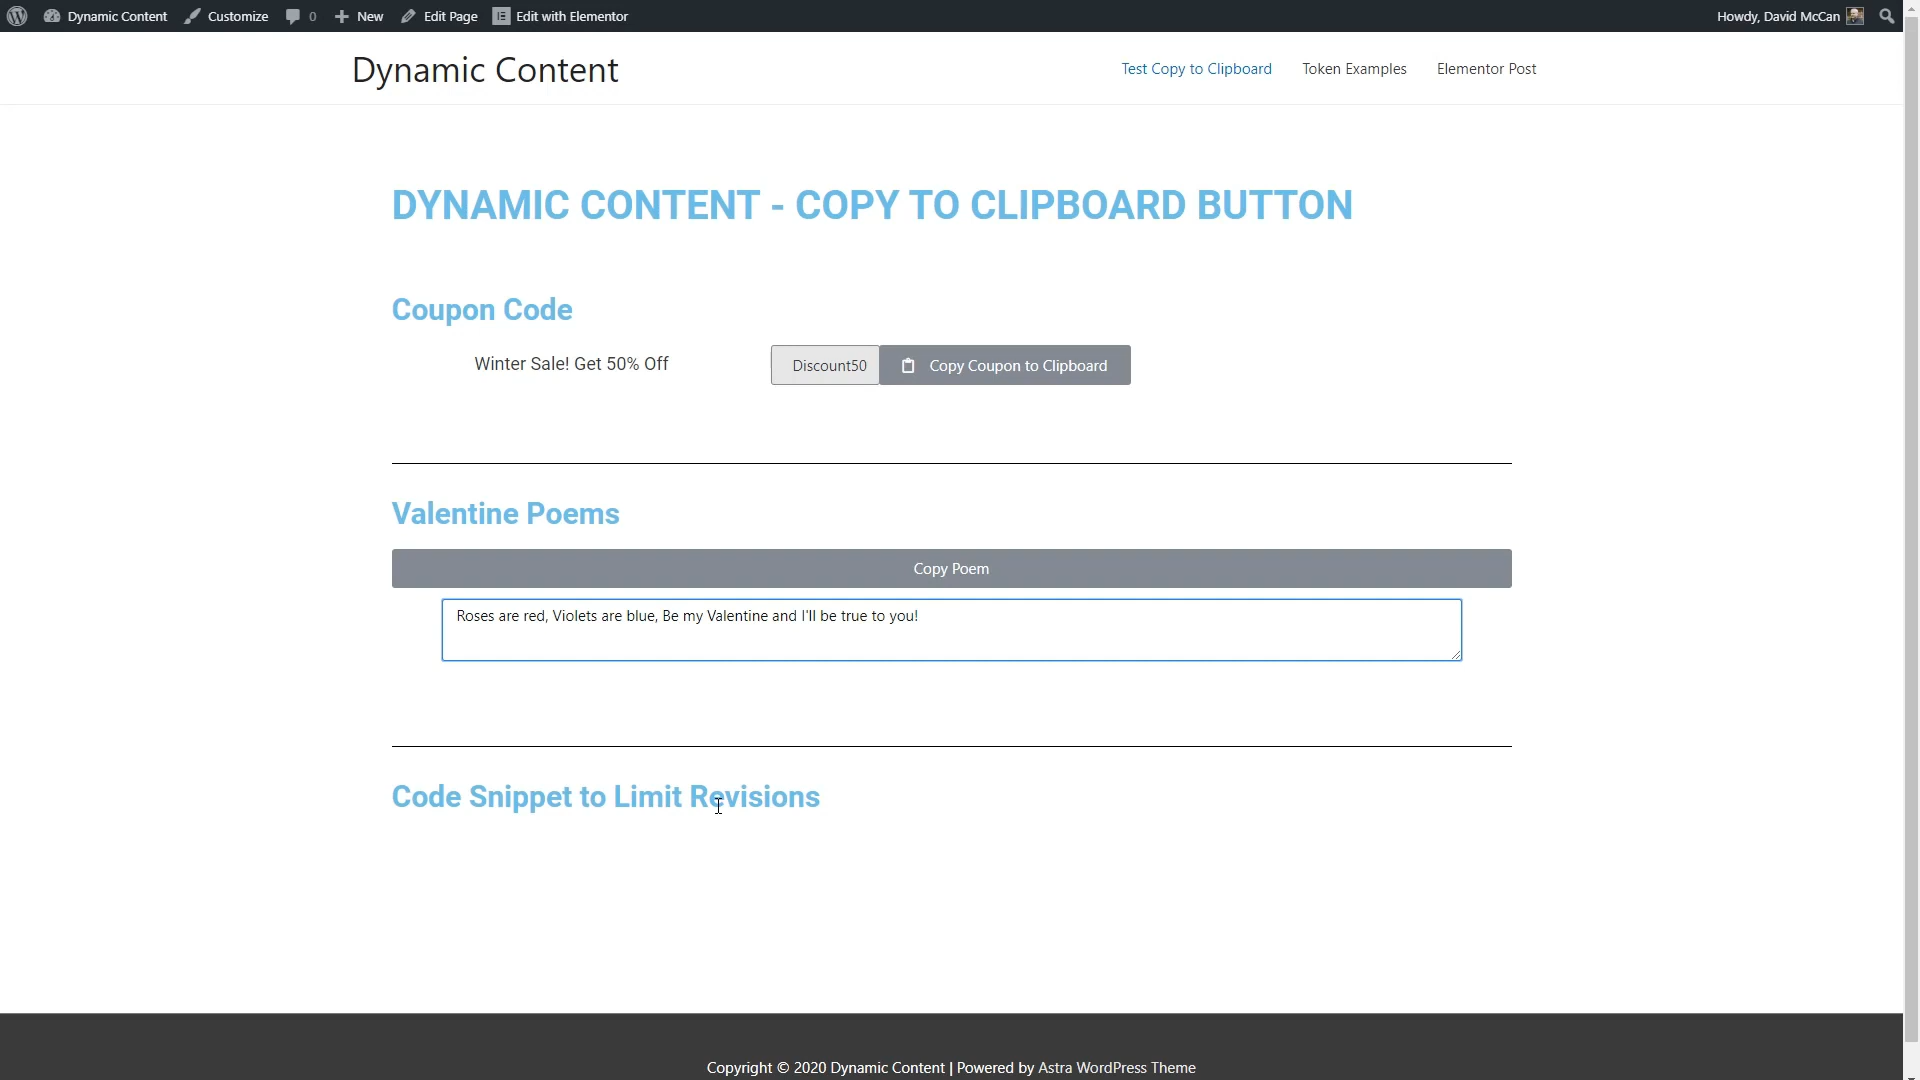 Dynamic Content Customize 0 New Edit Page Edit with Elementor Howdy, David McCan
Dynamic Content Test Copy to Clipboard Token Examples Elementor Post
DYNAMIC CONTENT - COPY TO CLIPBOARD BUTTON
Coupon Code
Winter Sale! Get 50% Off Discount50 Copy Coupon to Clipboard
Valentine Poems
Copy Poem
Roses are red, Violets are blue, Be my Valentine and I'll be true to you!
Code Snippet to Limit Revisions
Copyright © 2020 Dynamic Content | Powered by Astra WordPress Theme